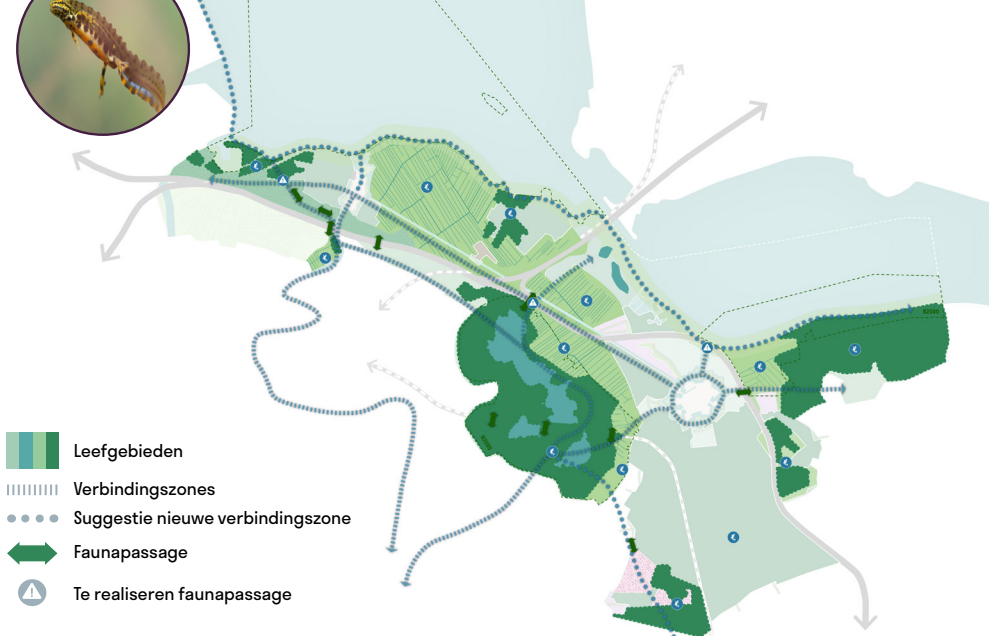 Leefgebieden
Verbindingszones
Suggestie nieuwe verbindingszone
Faunapassage
Te realiseren faunapassage